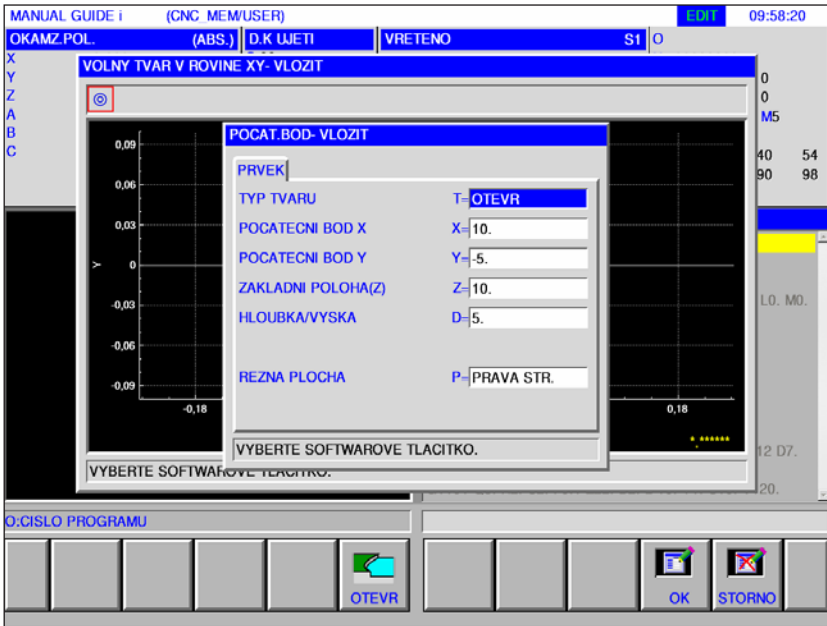 MANUAL GUIDE i (CNC_MEM/USER) EDIT 09:58:20
OKAMZ.POL. (ABS.) D.K UJETI VRETENO S1 O
X
Y
Z
A
B
C
0
0
M5
40 54
90 98
VOLNY TVAR V ROVINE XY- VLOZIT
0,09
0,06
0,03
0
-0,03
-0,06
-0,09
Y
-0,18
0,18
*.******
POCAT.BOD- VLOZIT
PRVEK
TYP TVARU T= OTEVR
POCATECNI BOD X X= 10.
POCATECNI BOD Y Y= -5.
ZAKLADNI POLOHA(Z) Z= 10.
HLOUBKA/VYSKA D= 5.
REZNA PLOCHA P= PRAVA STR.
VYBERTE SOFTWAROVE TLACITKO.
VYBERTE SOFTWAROVE TLACITKO.
L0. M0.
12 D7.
20.
O:CISLO PROGRAMU
OTEVR OK STORNO